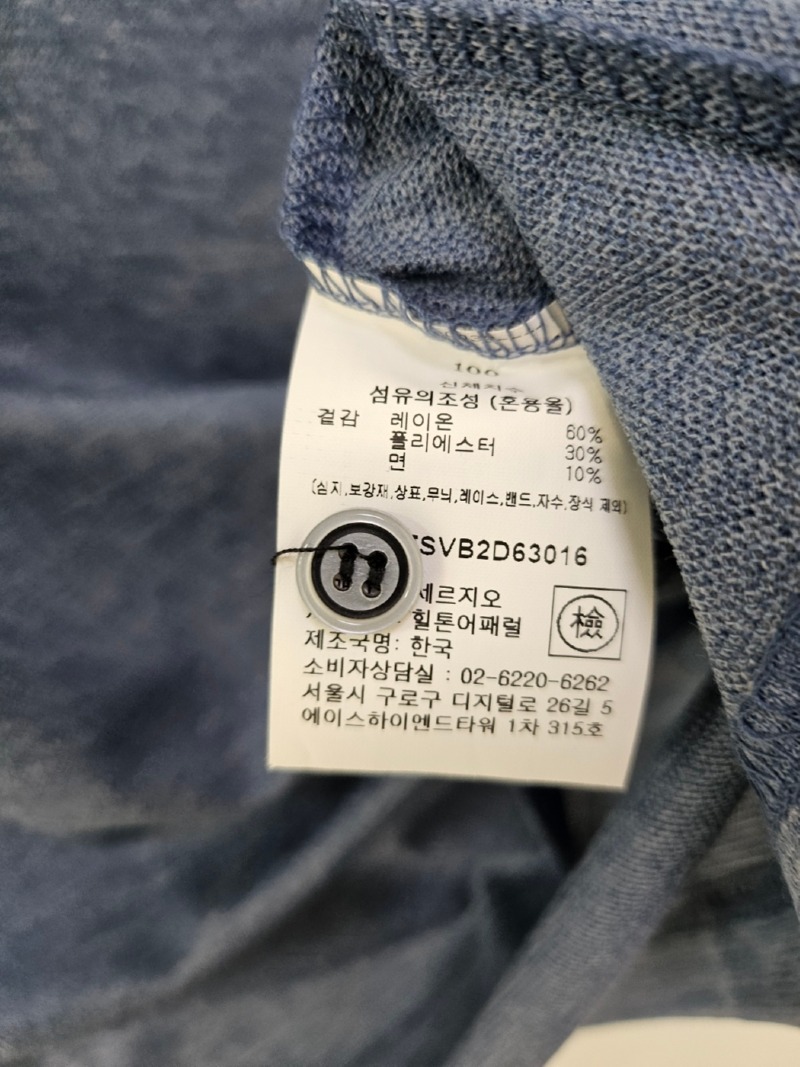 섬유의조성 (혼용율)
겉감 레이온 60%
폴리에스터 30%
면 10%
(심지,보강재,상표,무늬,레이스,밴드,자수,장식 제외)
SVB2D63016
세르지오
힐튼어패럴
檢
제조국명: 한국
소비자상담실 : 02-6220-6262
서울시 구로구 디지털로 26길 5
에이스하이엔드타워 1차 315호